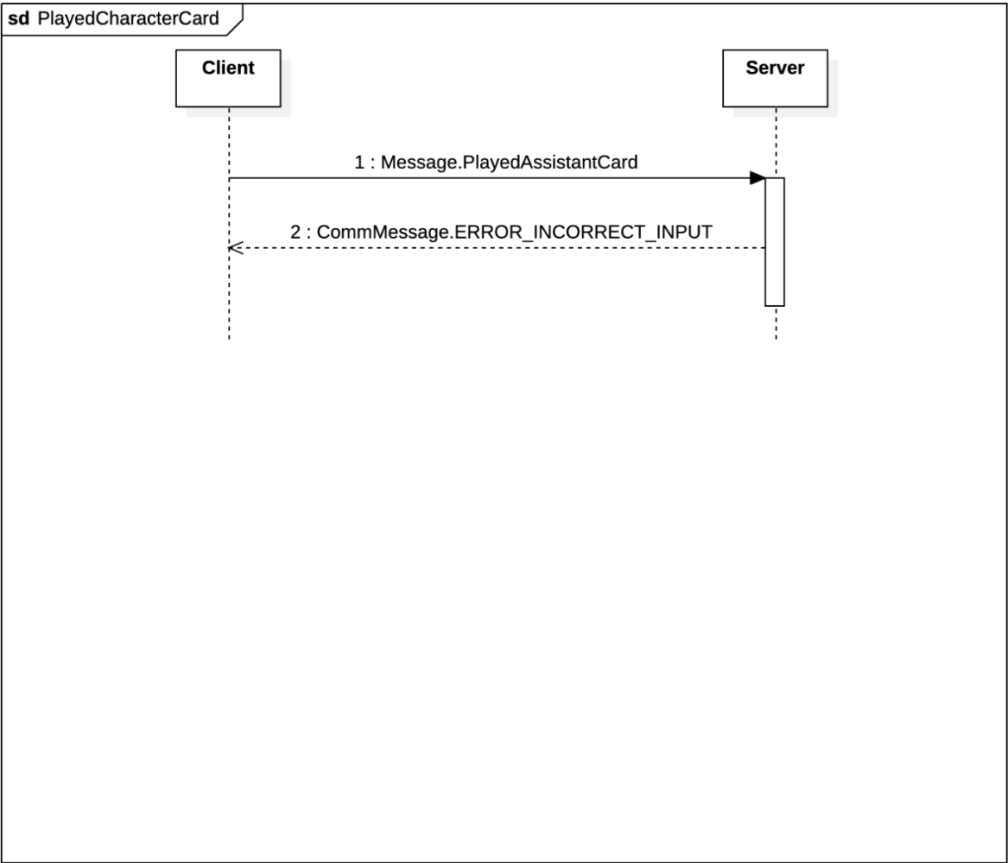 sd PlayedCharacterCard
Client
Server
1 : Message.PlayedAssistantCard
2 : CommMessage.ERROR_INCORRECT_INPUT